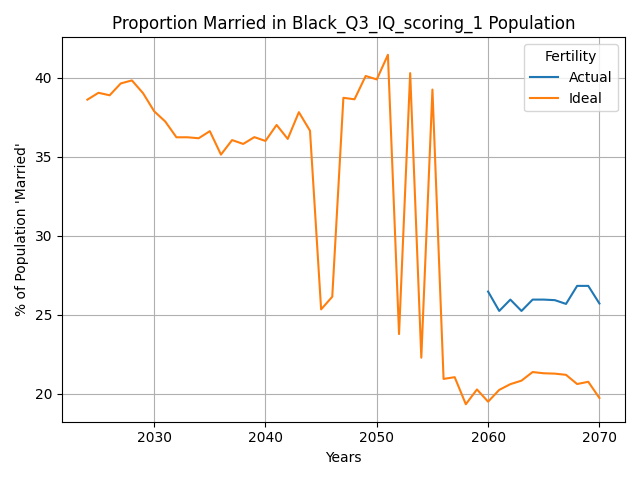 Proportion Married in Black_Q3_IQ_scoring_1 Population
Fertility
Actual
Ideal
% of Population 'Married'
40
35
30
25
20
2030
2040
2050
2060
2070
Years